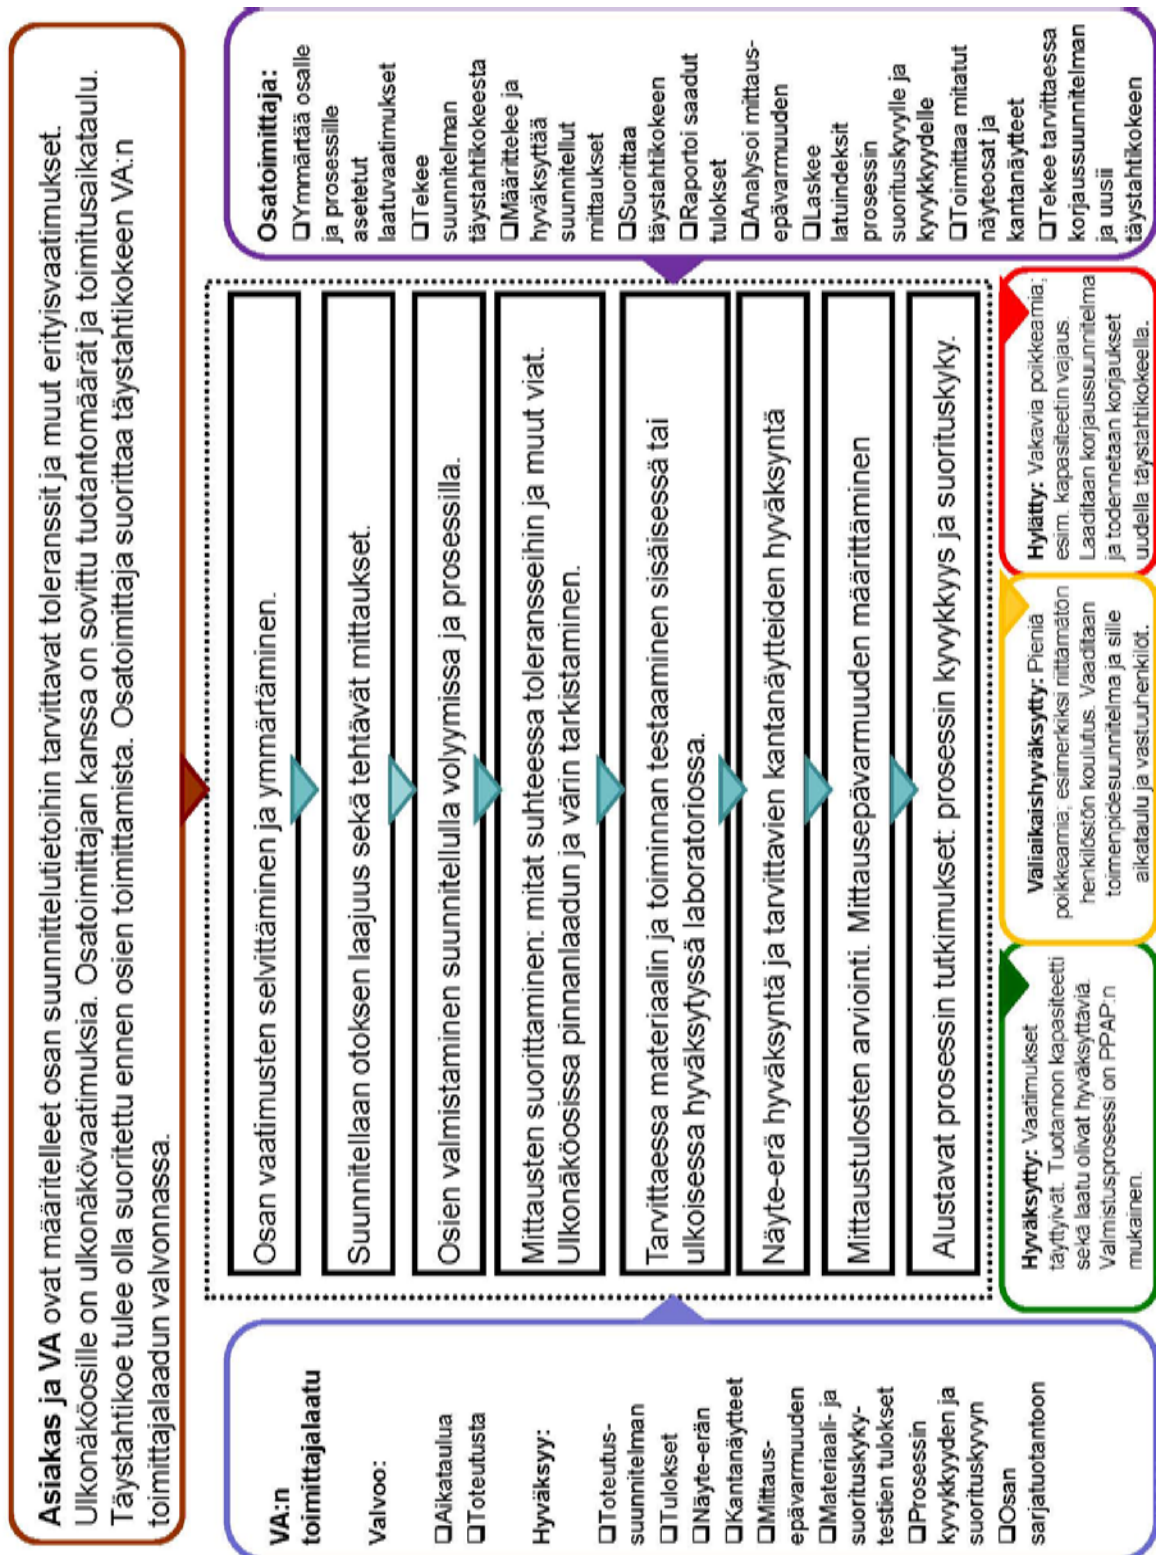 Asiakas ja VA ovat määritelleet osan suunnittelutietoihin tarvittavat toleranssit ja muut erityisvaatimukset.
Ulkonäköosille on ulkonäkövaatimuksia. Osatoimittajan kanssa on sovittu tuotantomäärät ja toimitusaikataulu.
Täystahtikoe tulee olla suoritettu ennen osien toimittamista. Osatoimittaja suorittaa täystahtikokeen VA:n
toimittajalaadun valvonnassa.
VA:n
toimittajalaatu
Valvoo:
❑Aikataulua
❑Toteutusta
Hyväksyy:
❑Toteutus-
suunnitelman
❑Tulokset
❑Näyte-erän
❑Kantanäytteet
❑Mittaus-
epävarmuuden
❑Materiaali- ja
suorituskyky-
testien tulokset
❑Prosessin
kyvykkyyden ja
suorituskyvyn
❑Osan
sarjatuotantoon
Osan vaatimusten selvittäminen ja ymmärtäminen.
Suunnitellaan otoksen laajuus sekä tehtävät mittaukset.
Osien valmistaminen suunnitellulla volyymissa ja prosessilla.
Mittausten suorittaminen: mitat suhteessa toleransseihin ja muut viat.
Ulkonäköosissa pinnanlaadun ja värin tarkistaminen.
Tarvittaessa materiaalin ja toiminnan testaaminen sisäisessä tai
ulkoisessa hyväksytyssä laboratoriossa.
Näyte-erä hyväksyntä ja tarvittavien kantanäytteiden hyväksyntä
Mittaustulosten arviointi. Mittausepävarmuuden määrittäminen
Alustavat prosessin tutkimukset: prosessin kyvykkyys ja suorituskyky.
Osatoimittaja:
❑Ymmärtää osalle
ja prosessille
asetetut
laatuvaatimukset
❑Tekee
suunnitelman
täystahtikokeesta
❑Määrittelee ja
hyväksyttää
suunnitellut
mittaukset
❑Suorittaa
täystahtikokeen
❑Raportoi saadut
tulokset
❑Analysoi mittaus-
epävarmuuden
❑Laskee
latuindeksit
prosessin
suorituskyvylle ja
kyvykkyydelle
❑Toimittaa mitatut
näyteosat ja
kantanäytteet
❑Tekee tarvittaessa
korjaussuunnitelman
ja uusii
täystahtikokeen
Hyväksytty: Vaatimukset
täyttyivät. Tuotannon kapasiteetti
sekä laatu olivat hyväksyttäviä.
Valmistusprosessi on PPAP:n
mukainen.
Väliaikaishyväksytty: Pieniä
poikkeamia; esimerkiksi riittämätön
henkilöstön koulutus. Vaaditaan
toimenpidesuunnitelma ja sille
aikataulu ja vastuuhenkilöt.
Hylätty: Vakavia poikkeamia;
esim. kapasiteetin vajaus.
Laaditaan korjaussuunnitelma
ja todennetaan korjaukset
uudella täystahtikokeella.